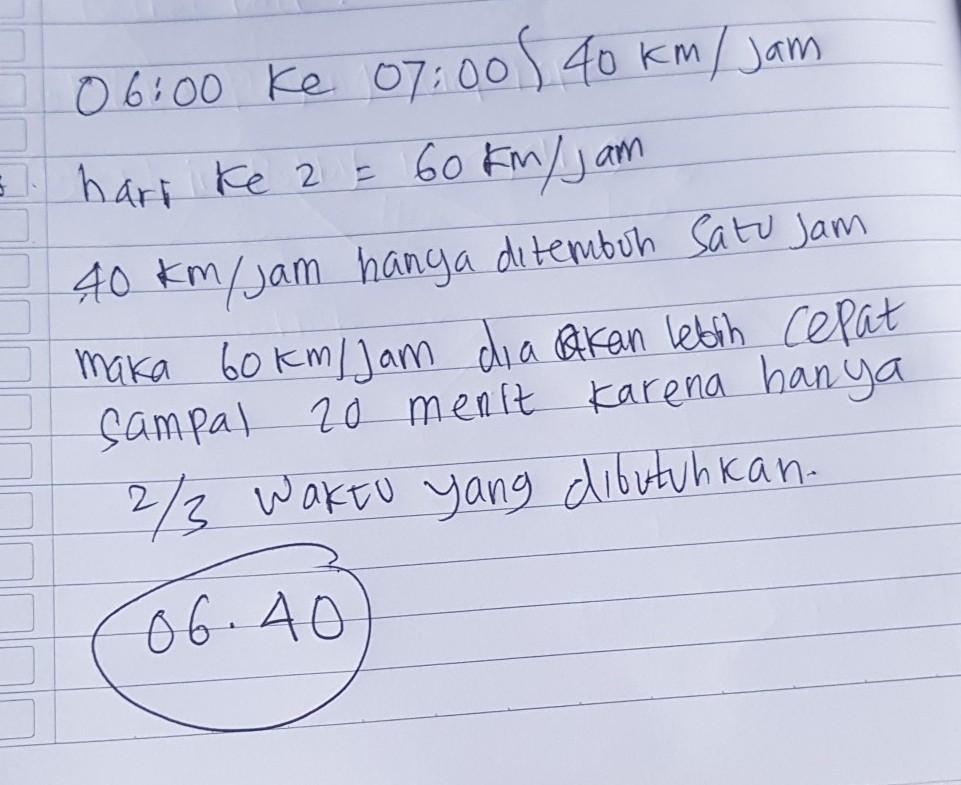 06:00 ke 07:00 40 km/jam
hari ke 2 = 60 km/jam
40 km/jam hanya ditempuh satu jam
maka 60 km/jam dia akan lebih cepat
sampai 20 menit karena hanya
2/3 waktu yang dibutuhkan.
06.40